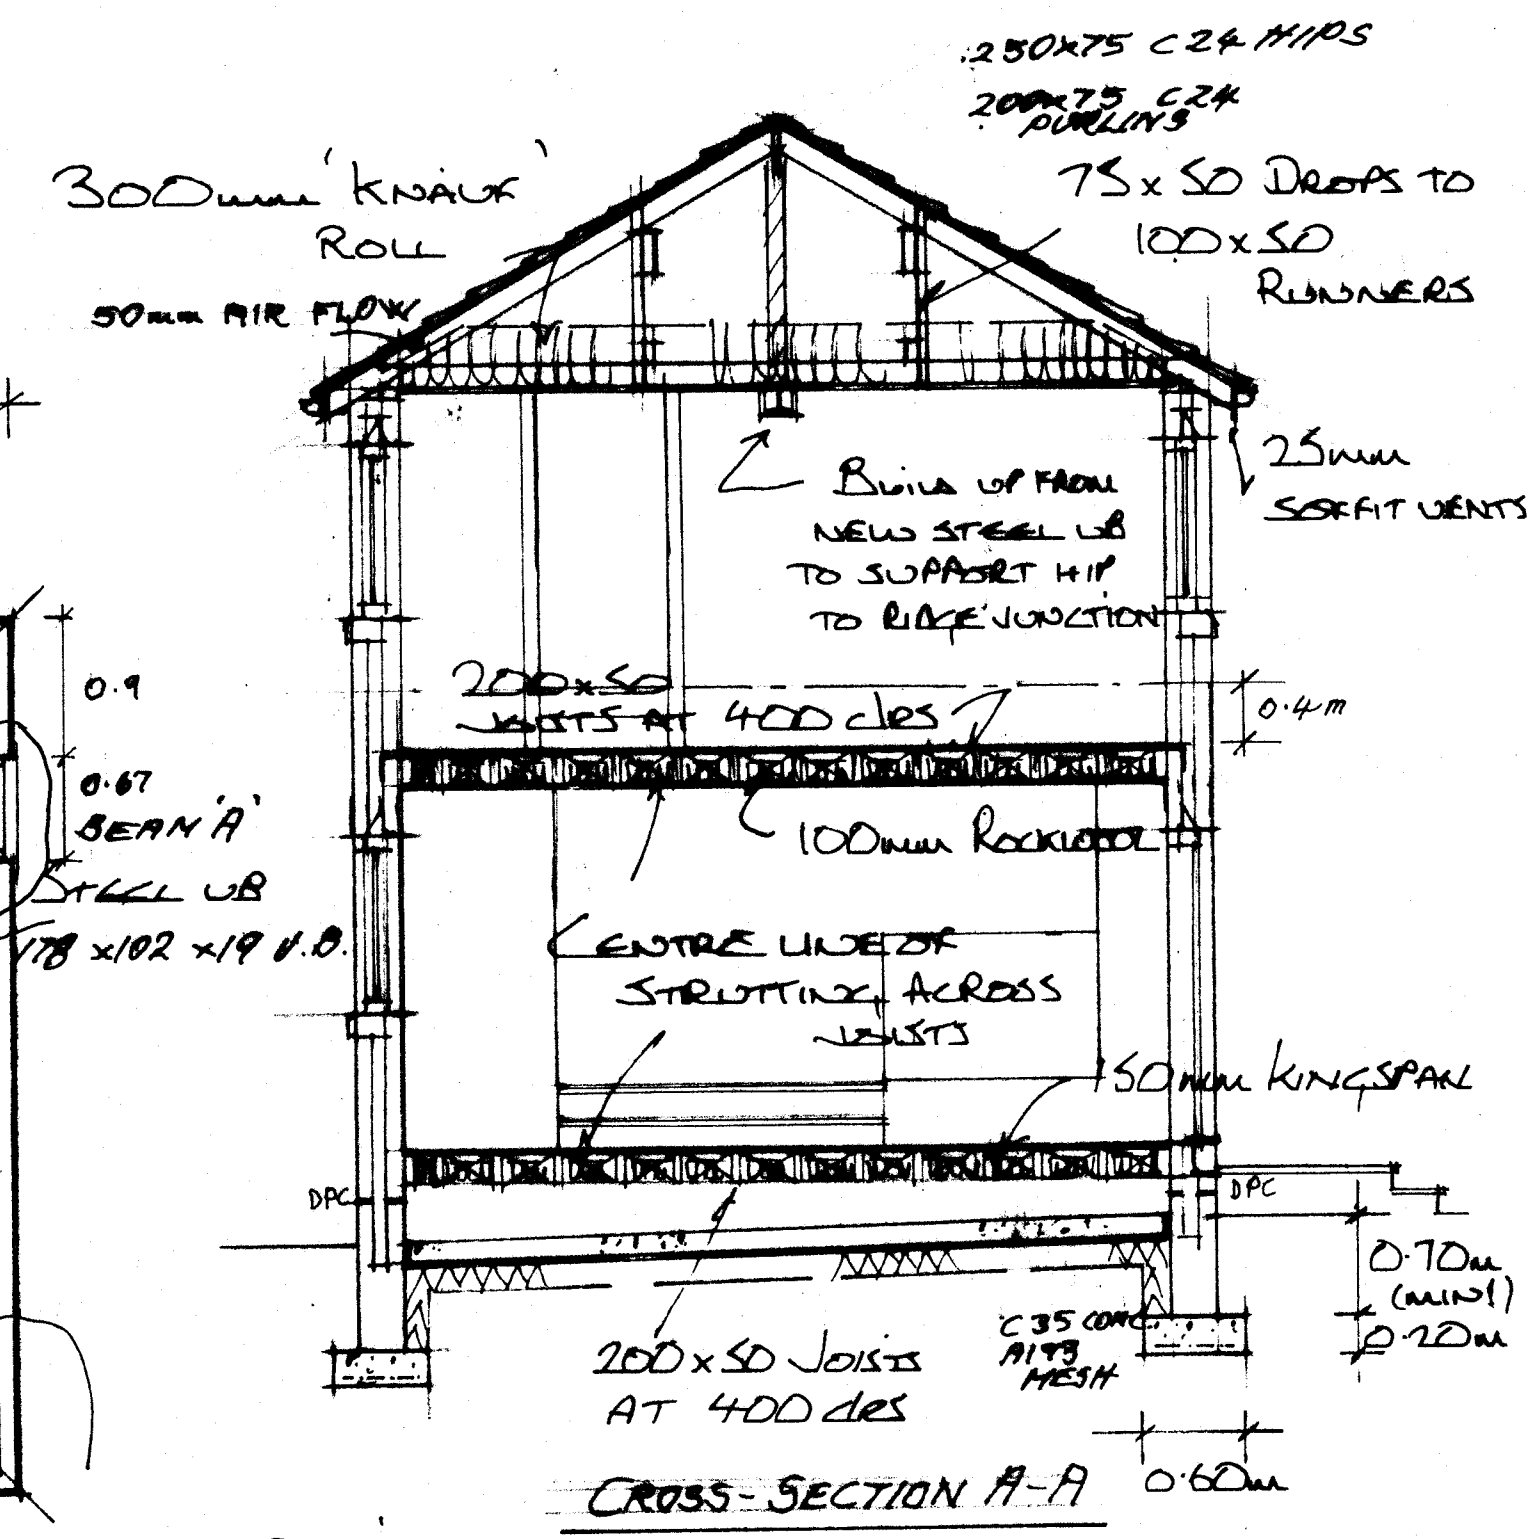 250x75 C24 HIPS
200x75 C24
PURLINS
300mm 'KNAUF'
ROLL
50mm AIR FLOW
75 x 50 DROPS TO
100 x 50
RUNNERS
25mm
SOFFIT VENTS
BUILD UP FROM
NEW STEEL UB
TO SUPPORT HIP
TO RIDGE JUNCTION
200 x 50
JOISTS AT 400 c/rs
0.4m
0.9
0.67
BEAM 'A'
STEEL UB
178 x102 x19 U.B.
100mm ROCKWOOL
CENTRE LINE OF
STRUTTING ACROSS
JOISTS
50mm KINGSPAN
DPC
DPC
0.70m
(MIN!)
0.20m
C35 CONC.
A193
MESH
200 x 50 JOISTS
AT 400 c/rs
0.60m
CROSS-SECTION A-A